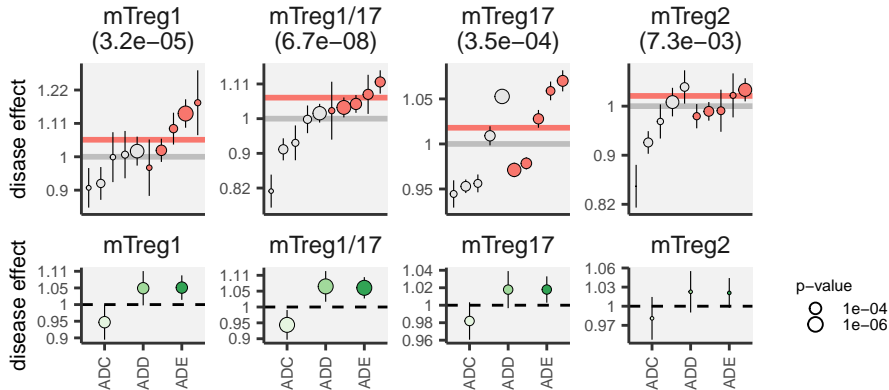 mTreg1 mTreg1/17 mTreg17 mTreg2
(3.2e−05) (6.7e−08) (3.5e−04) (7.3e−03)
disase effect
1.22
1.11
1
0.9
1.11
1
0.9
0.82
1.05
1
0.95
1
0.9
0.82
mTreg1 mTreg1/17 mTreg17 mTreg2
disease effect
1.11
1.05
1
0.95
0.9
1.11
1.05
1
0.95
0.9
1.04
1.02
1
0.98
0.96
1.06
1.03
1
0.97
ADC ADD ADE
ADC ADD ADE
ADC ADD ADE
ADC ADD ADE
p−value
1e−04
1e−06